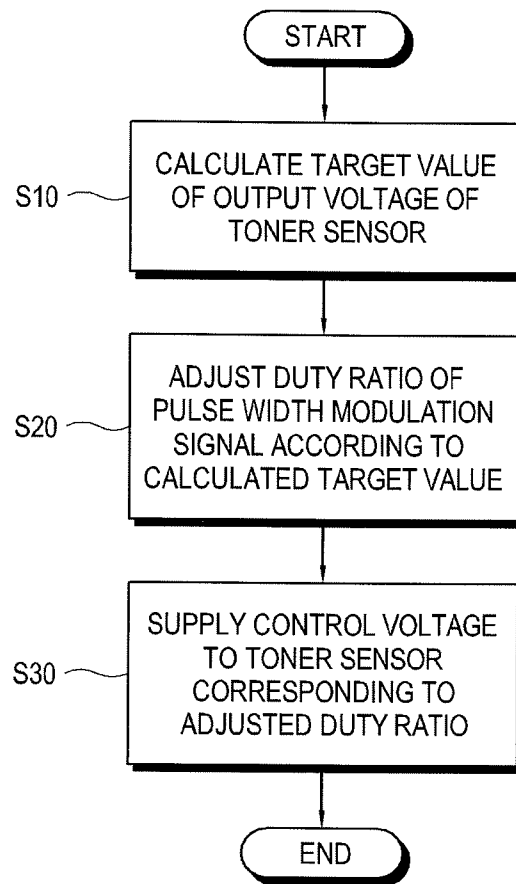 START
S10
CALCULATE TARGET VALUE
OF OUTPUT VOLTAGE OF
TONER SENSOR
S20
ADJUST DUTY RATIO OF
PULSE WIDTH MODULATION
SIGNAL ACCORDING TO
CALCULATED TARGET VALUE
S30
SUPPLY CONTROL VOLTAGE
TO TONER SENSOR
CORRESPONDING TO
ADJUSTED DUTY RATIO
END